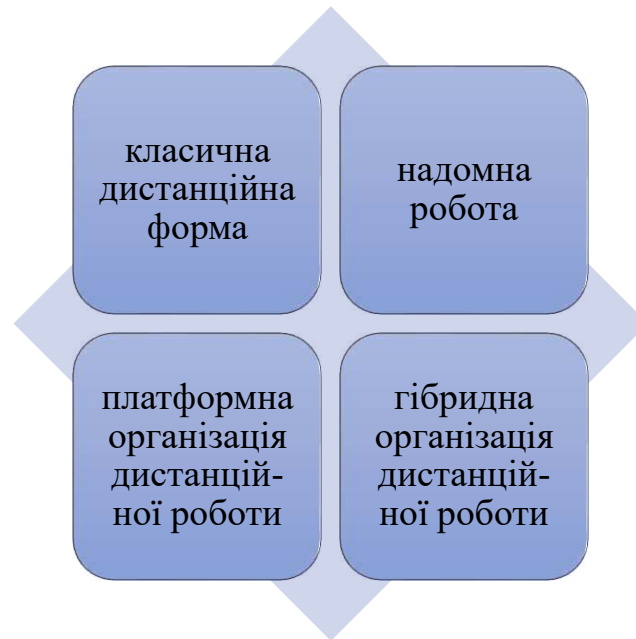 класична
дистанційна
форма
надомна
робота
платформна
організація
дистанцій-
ної роботи
гібридна
організація
дистанцій-
ної роботи